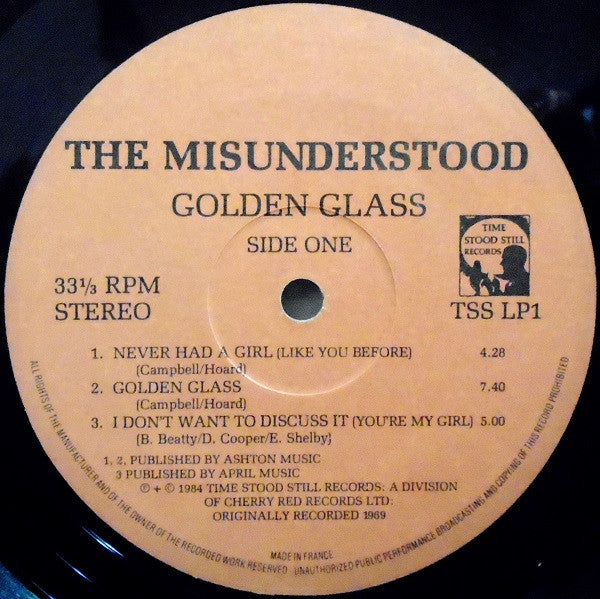 THE MISUNDERSTOOD
GOLDEN GLASS
SIDE ONE
TIME
STOOD STILL
RECORDS
33⅓ RPM
STEREO
TSS LP1
1. NEVER HAD A GIRL (LIKE YOU BEFORE) 4.28
(Campbell/Hoard)
2. GOLDEN GLASS 7.40
(Campbell/Hoard)
3. I DON'T WANT TO DISCUSS IT (YOU'RE MY GIRL) 5.00
(B. Beatty/D. Cooper/E. Shelby)
1. 2. PUBLISHED BY ASHTON MUSIC
3 PUBLISHED BY APRIL MUSIC
℗ + © 1984 TIME STOOD STILL RECORDS: A DIVISION
OF CHERRY RED RECORDS LTD:
ORIGINALLY RECORDED 1969
MADE IN FRANCE
ALL RIGHTS OF THE MANUFACTURER AND OF THE OWNER OF THE RECORDED WORK RESERVED - UNAUTHORIZED PUBLIC PERFORMANCE BROADCASTING AND COPYING OF THIS RECORD PROHIBITED